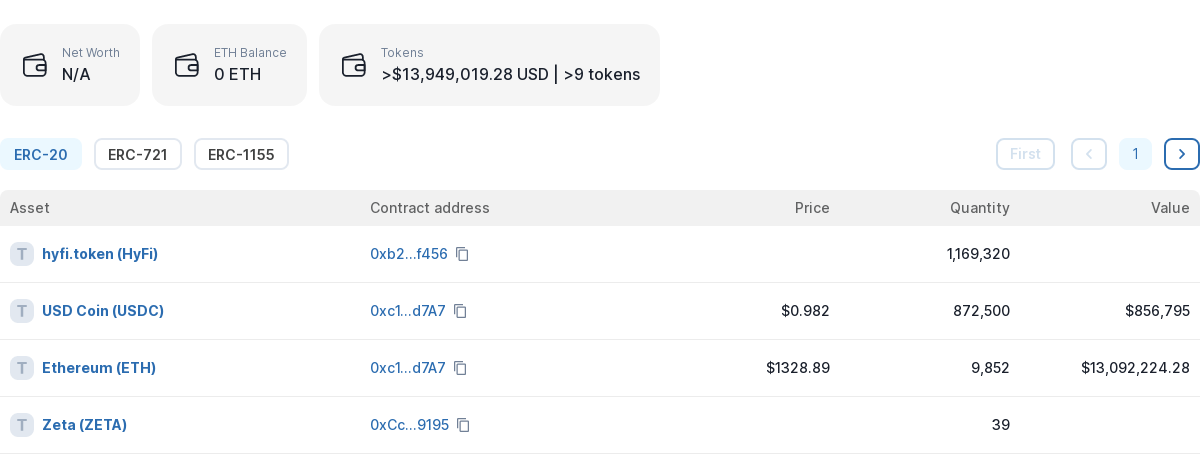 Net Worth
N/A
ETH Balance
0 ETH
Tokens
>$13,949,019.28 USD | >9 tokens
ERC-20 ERC-721 ERC-1155 First 1
Asset Contract address Price Quantity Value
T hyfi.token (HyFi) 0xb2...f456 1,169,320
T USD Coin (USDC) 0xc1...d7A7 $0.982 872,500 $856,795
T Ethereum (ETH) 0xc1...d7A7 $1328.89 9,852 $13,092,224.28
T Zeta (ZETA) 0xCc...9195 39